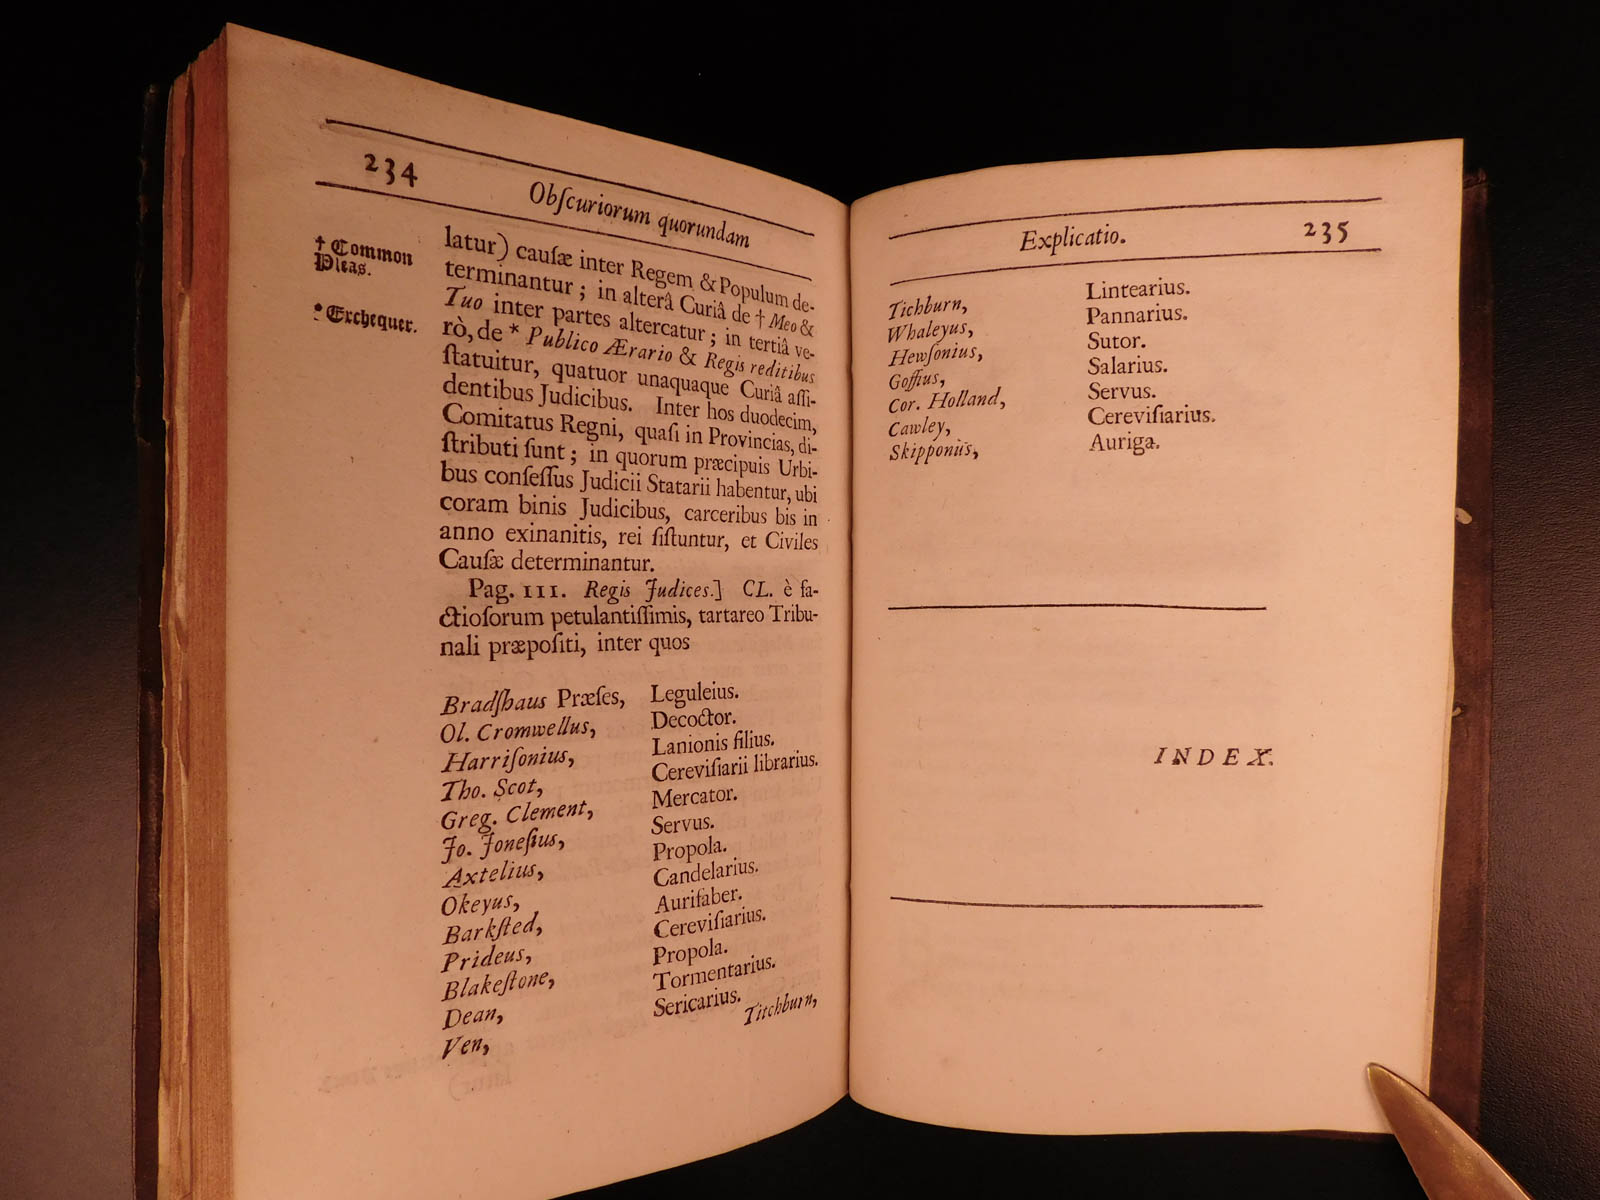 234
Obſcuriorum quorundam
† Common
Pleas.
* Exchequer.
latur) cauſæ inter Regem & Populum de-
terminantur ; in alterâ Curiâ de † Meo &
Tuo inter partes altercatur ; in tertiâ ve-
rò, de * Publico Ærario & Regis reditibus
ſtatuitur, quatuor unaquaque Curiâ aſſi-
dentibus Judicibus. Inter hos duodecim,
Comitatus Regni, quaſi in Provincias, di-
ſtributi ſunt ; in quorum præcipuis Urbi-
bus conſeſſus Judicii Statarii habentur, ubi
coram binis Judicibus, carceribus bis in
anno exinanitis, rei ſiſtuntur, et Civiles
Cauſæ determinantur.
Pag. 111. Regis Judices.] CL. è fa-
ctioſorum petulantiſſimis, tartareo Tribu-
nali præpoſiti, inter quos
Bradſhaus Præſes, Leguleius.
Ol. Cromwellus, Decoctor.
Harriſonius, Lanionis filius.
Tho. Scot, Cereviſiarii librarius.
Greg. Clement, Mercator.
Jo. Joneſius, Servus.
Axtelius, Propola.
Okeyus, Candelarius.
Barkſted, Aurifaber.
Prideus, Cereviſiarius.
Blakeſtone, Propola.
Dean, Tormentarius.
Ven, Sericarius.
Titchburn,
Explicatio.
235
Tichburn, Lintearius.
Whaleyus, Pannarius.
Hewſonius, Sutor.
Goffius, Salarius.
Cor. Holland, Servus.
Cawley, Cereviſiarius.
Skipponus, Auriga.
INDEX.